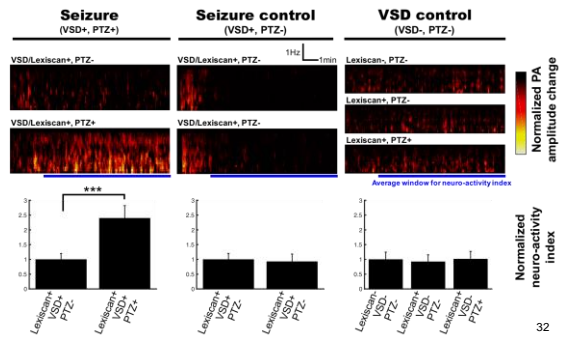 Seizure
(VSD+, PTZ+)
Seizure control
(VSD+, PTZ-)
VSD control
(VSD-, PTZ-)
1Hz
1min
VSD/Lexiscan+, PTZ-
VSD/Lexiscan+, PTZ-
Lexiscan-, PTZ-
Lexiscan+, PTZ-
VSD/Lexiscan+, PTZ+
VSD/Lexiscan+, PTZ-
Lexiscan+, PTZ+
Normalized PA
amplitude change
Average window for neuro-activity index
***
3
2.5
2
1.5
1
0.5
0
Lexiscan+
VSD+
PTZ-
Lexiscan+
VSD+
PTZ+
3
2.5
2
1.5
1
0.5
0
Lexiscan+
VSD+
PTZ-
Lexiscan+
VSD+
PTZ-
3
2.5
2
1.5
1
0.5
0
Lexiscan-
VSD-
PTZ-
Lexiscan+
VSD-
PTZ-
Lexiscan+
VSD-
PTZ+
Normalized
neuro-activity
index
32